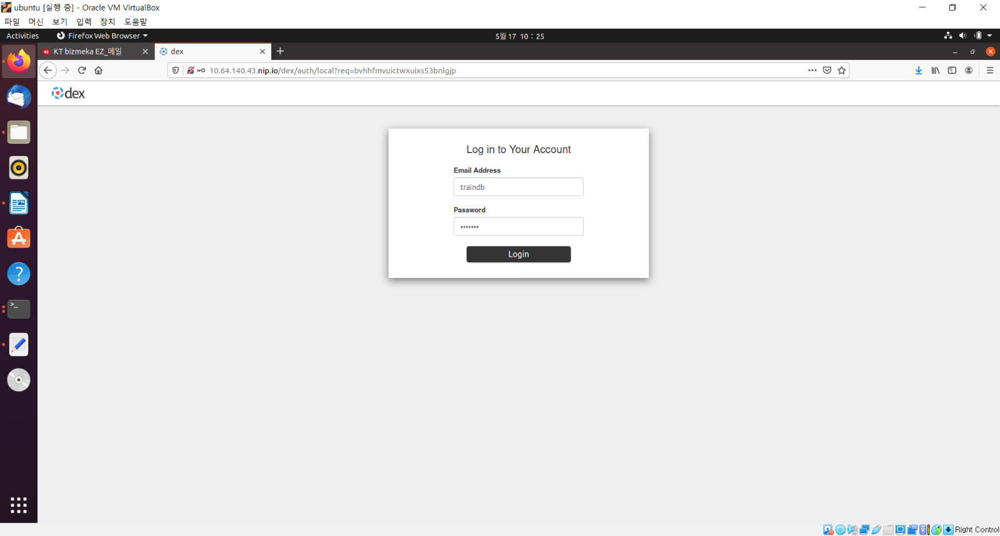 ubuntu [실행 중] - Oracle VM VirtualBox
파일 머신 보기 입력 장치 도움말
Activities Firefox Web Browser 5월 17 10 : 25
ez KT bizmeka EZ_메일 dex
10.64.140.43.nip.io/dex/auth/local?req=bvhhfmvuictwxuixs53bnlgjp
dex
Log in to Your Account
Email Address
traindb
Password
•••••••
Login
Right Control